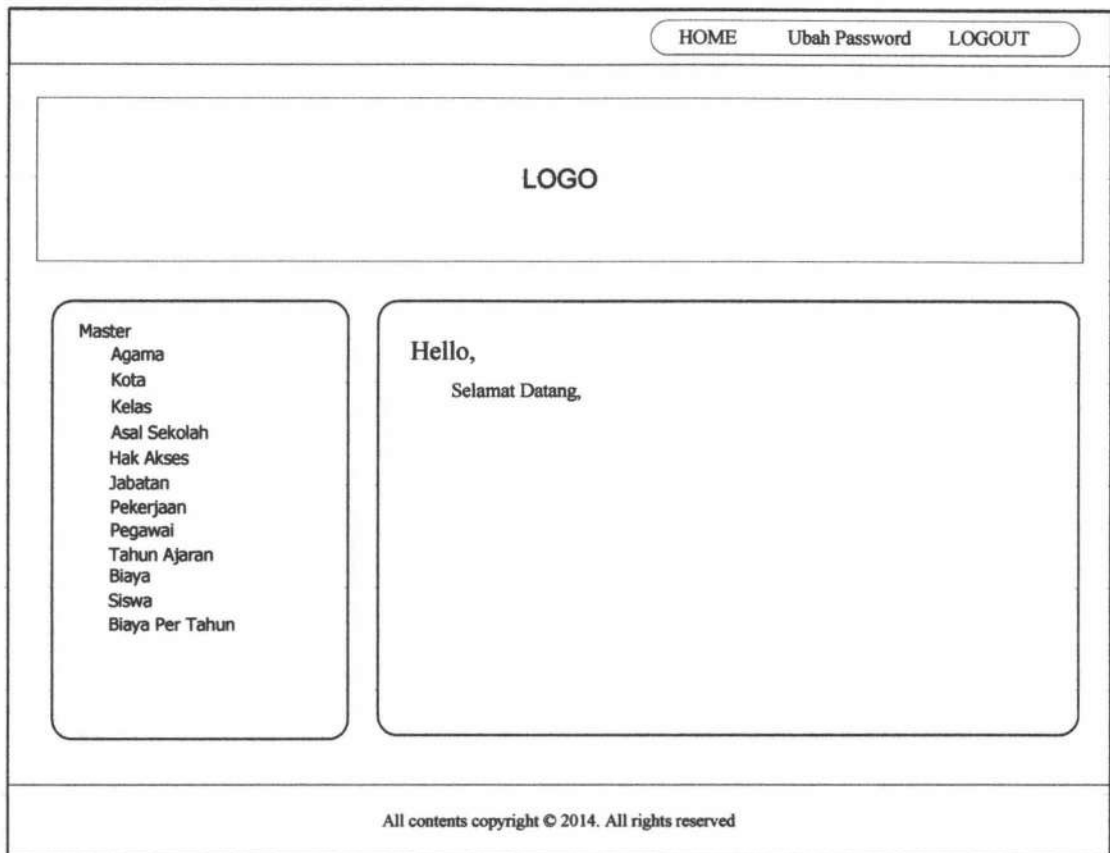 HOME Ubah Password LOGOUT
LOGO
Master
Agama
Kota
Kelas
Asal Sekolah
Hak Akses
Jabatan
Pekerjaan
Pegawai
Tahun Ajaran
Biaya
Siswa
Biaya Per Tahun
Hello,
Selamat Datang,
All contents copyright © 2014. All rights reserved